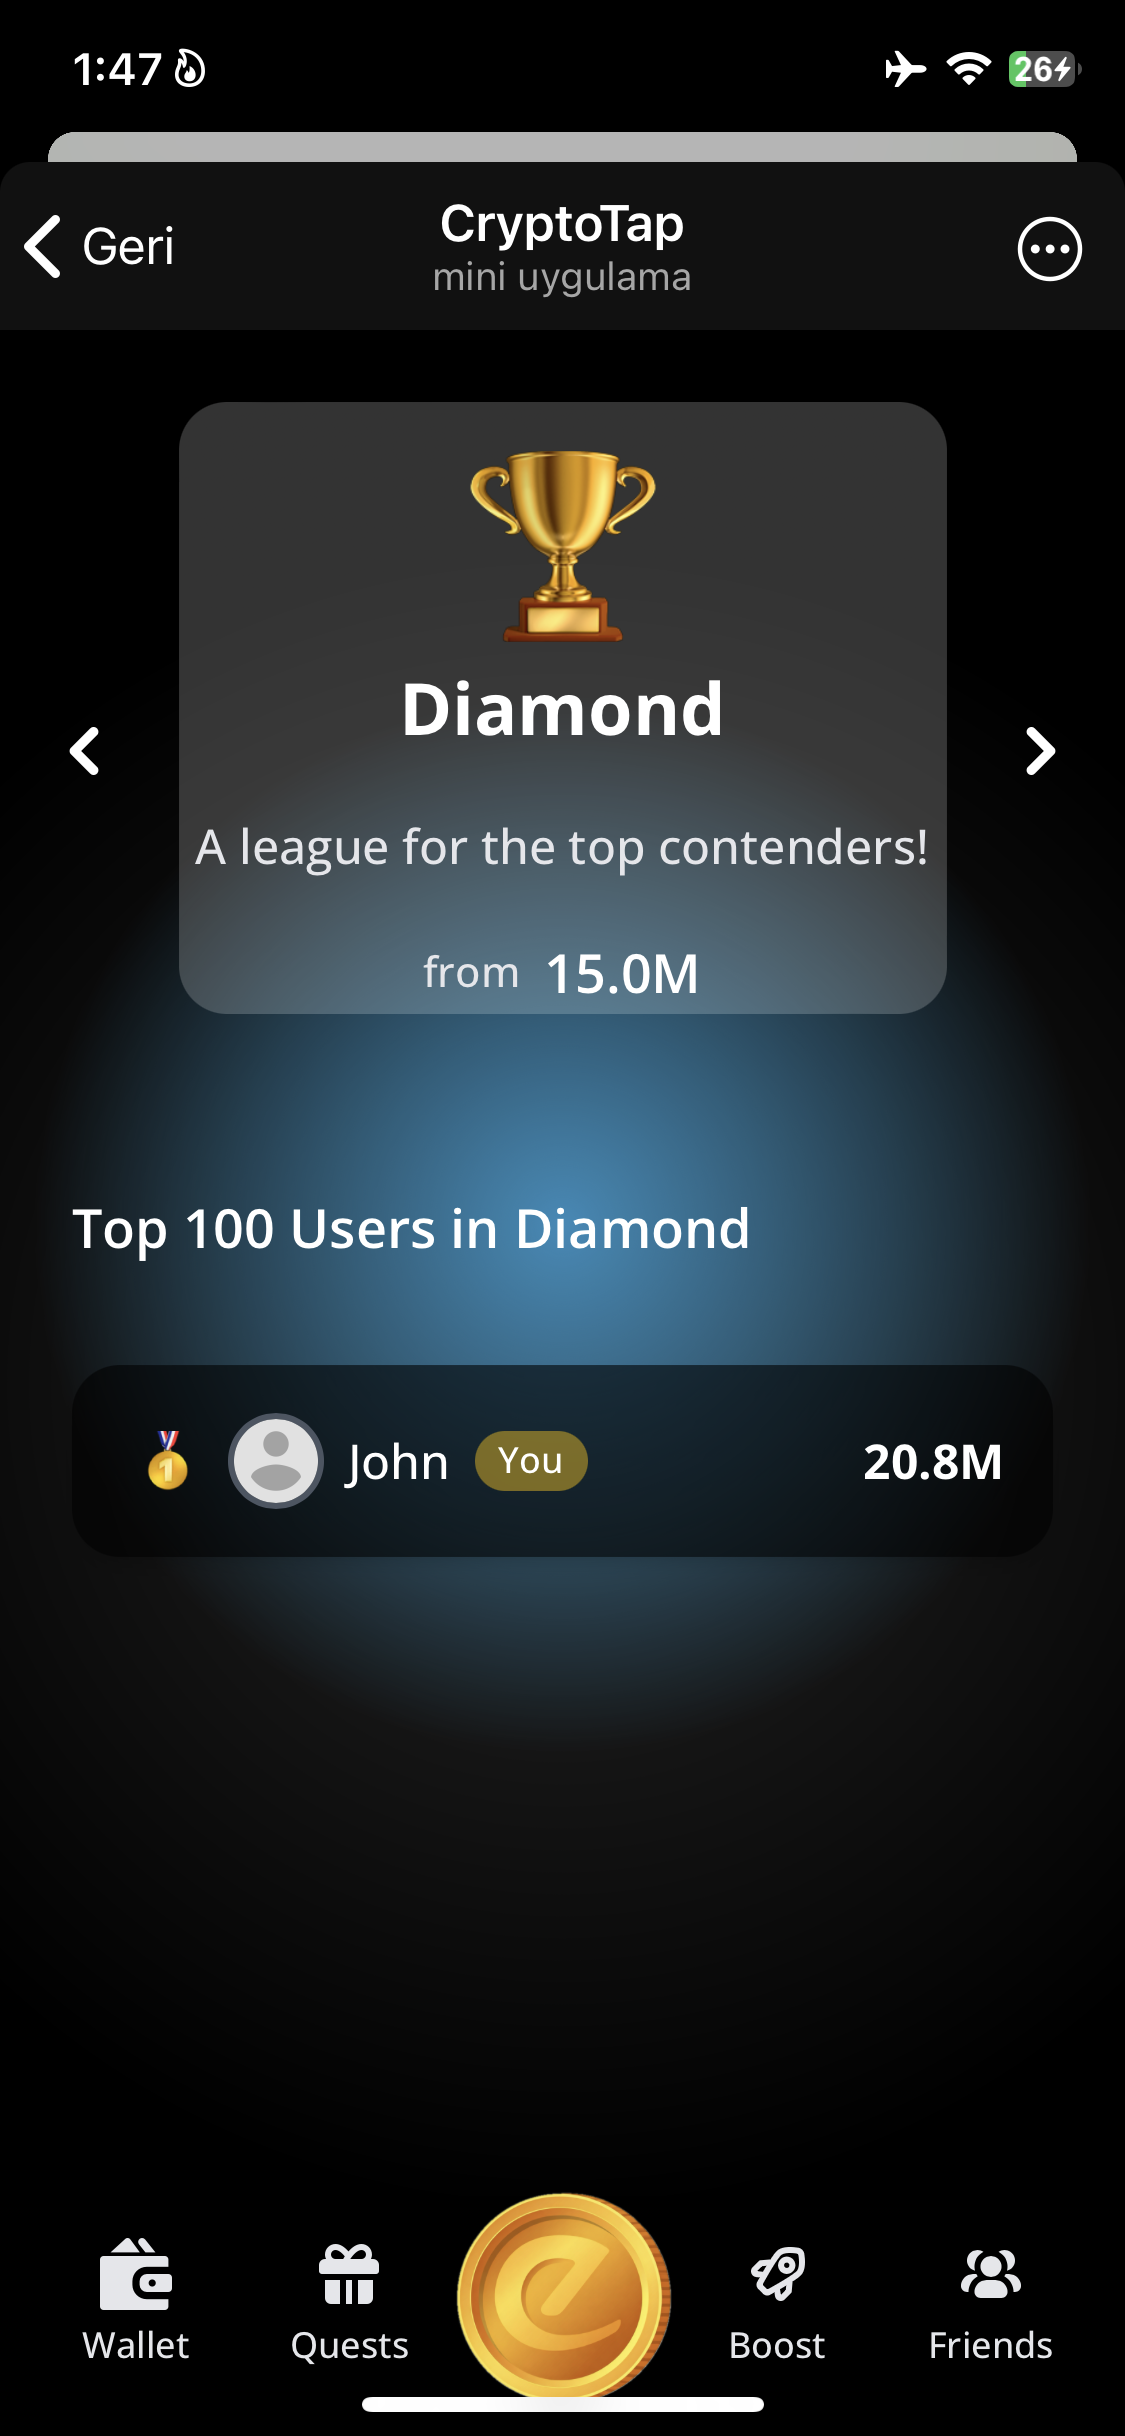 1:47
26
Geri
CryptoTap
mini uygulama
Diamond
A league for the top contenders!
from 15.0M
Top 100 Users in Diamond
1 John You 20.8M
Wallet Quests Boost Friends